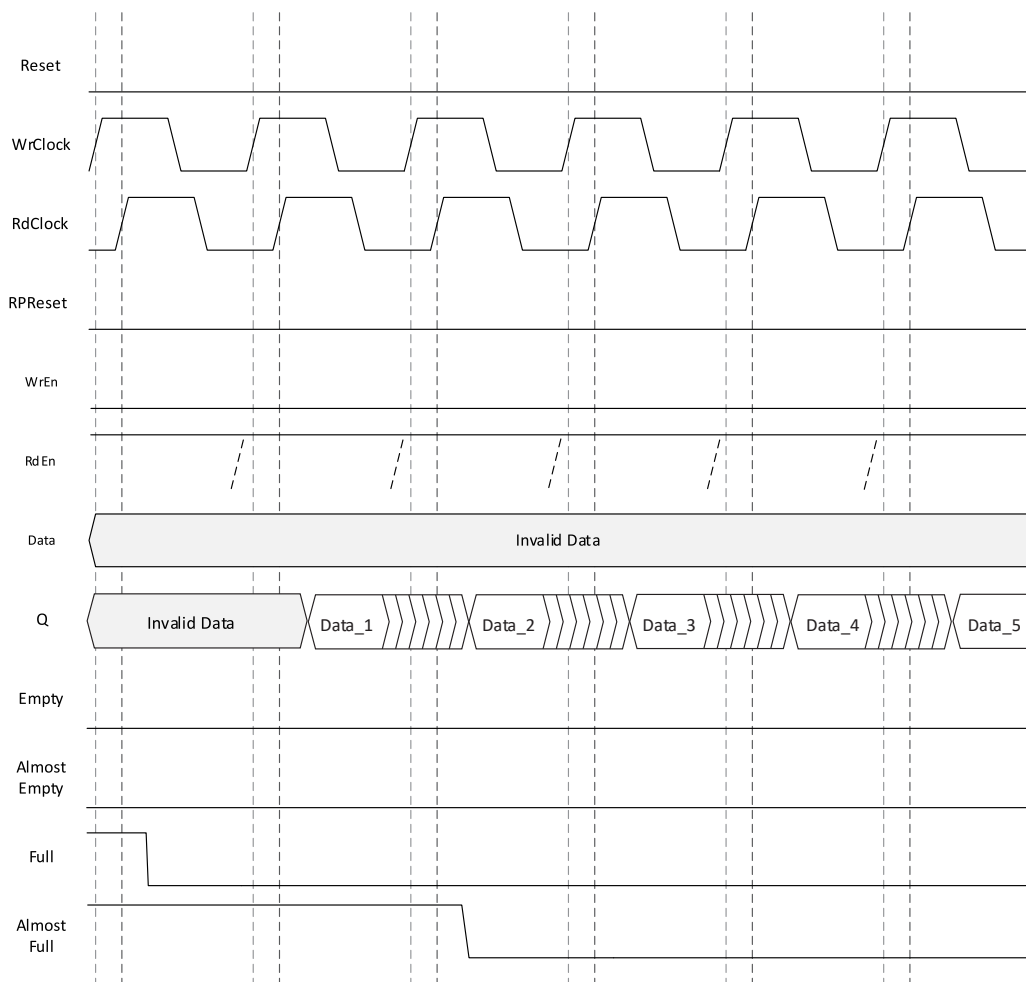 Reset
WrClock
RdClock
RPReset
WrEn
RdEn
Data
Invalid Data
Q
Invalid Data
Data_1
Data_2
Data_3
Data_4
Data_5
Empty
Almost
Empty
Full
Almost
Full